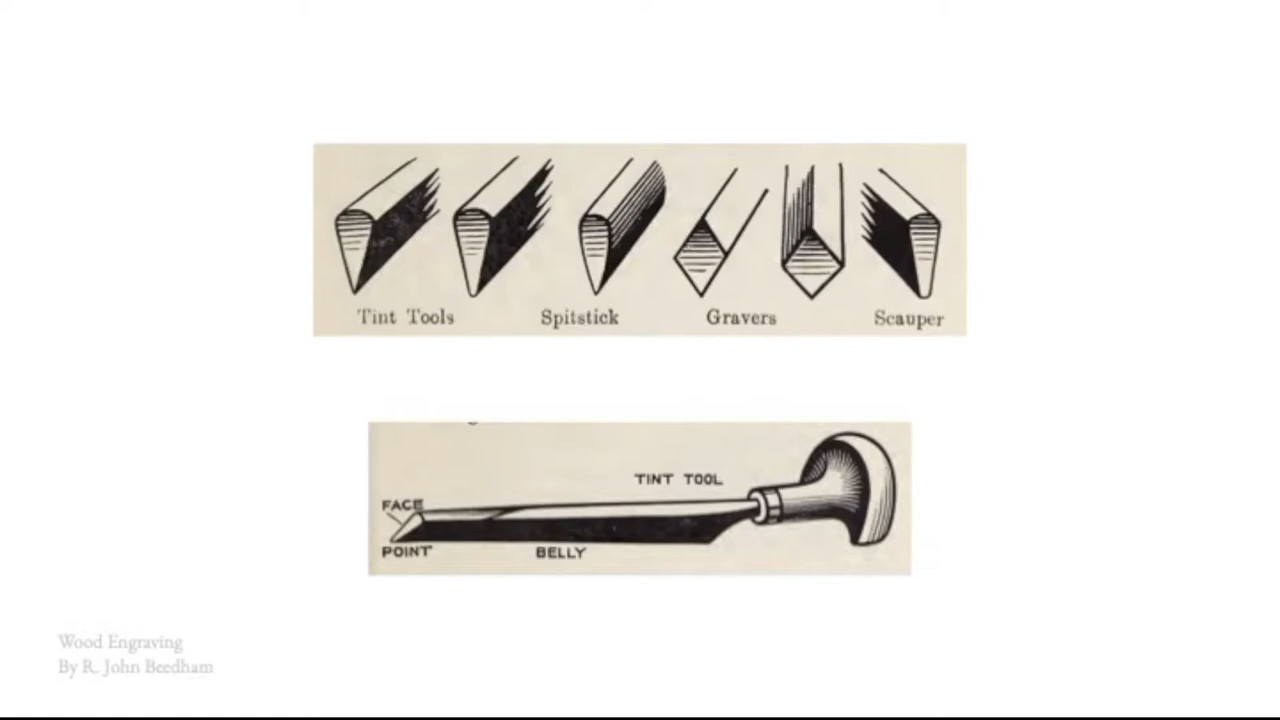 Tint Tools Spitstick Gravers Scauper
TINT TOOL
FACE
POINT BELLY
Wood Engraving
By R. John Beedham